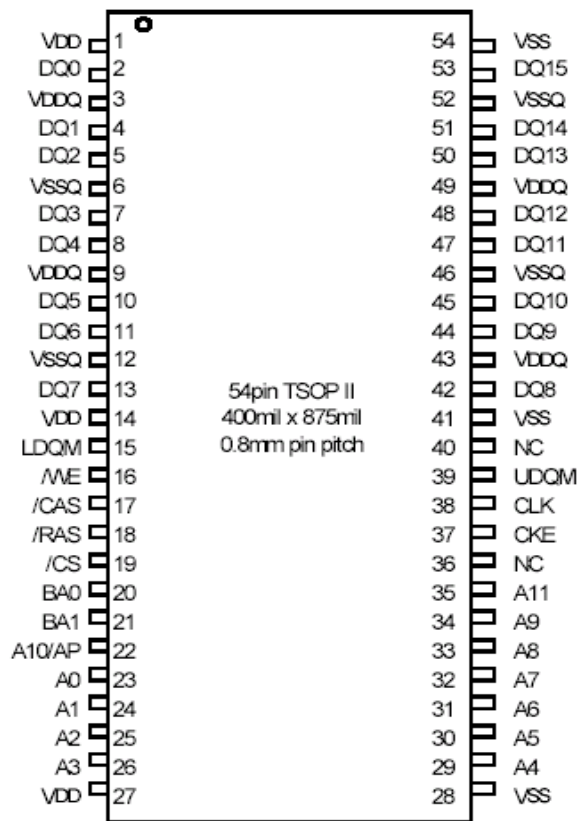 VDD 1 54 VSS
DQ0 2 53 DQ15
VDDQ 3 52 VSSQ
DQ1 4 51 DQ14
DQ2 5 50 DQ13
VSSQ 6 49 VDDQ
DQ3 7 48 DQ12
DQ4 8 47 DQ11
VDDQ 9 46 VSSQ
DQ5 10 45 DQ10
DQ6 11 44 DQ9
VSSQ 12 43 VDDQ
DQ7 13 54pin TSOP II 42 DQ8
VDD 14 400mil x 875mil 41 VSS
LDQM 15 0.8mm pin pitch 40 NC
/WE 16 39 UDQM
/CAS 17 38 CLK
/RAS 18 37 CKE
/CS 19 36 NC
BA0 20 35 A11
BA1 21 34 A9
A10/AP 22 33 A8
A0 23 32 A7
A1 24 31 A6
A2 25 30 A5
A3 26 29 A4
VDD 27 28 VSS